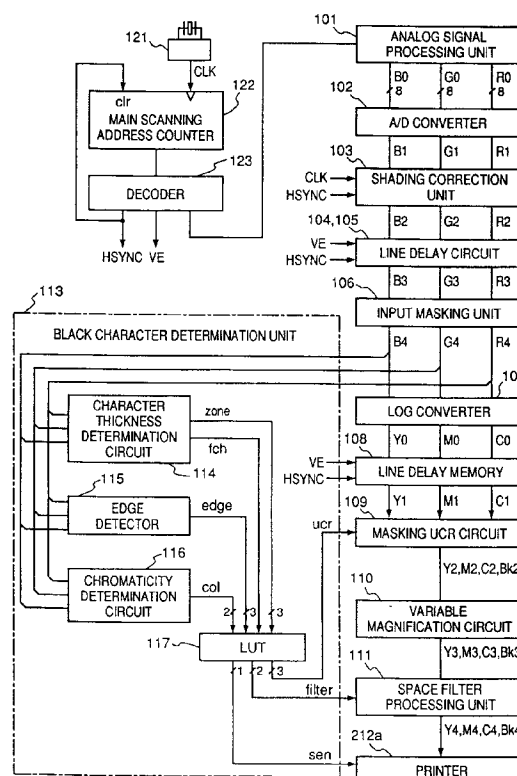 121
CLK
clr
122
MAIN SCANNING
ADDRESS COUNTER
123
DECODER
HSYNC VE
101
ANALOG SIGNAL
PROCESSING UNIT
B0 G0 R0
8 8 8
102
A/D CONVERTER
B1 G1 R1
103
CLK
HSYNC
SHADING CORRECTION
UNIT
104,105
B2 G2 R2
VE
HSYNC
LINE DELAY CIRCUIT
106
B3 G3 R3
INPUT MASKING UNIT
B4 G4 R4
10
LOG CONVERTER
108
Y0 M0 C0
VE
HSYNC
LINE DELAY MEMORY
109
Y1 M1 C1
MASKING UCR CIRCUIT
Y2,M2,C2,Bk2
110
VARIABLE
MAGNIFICATION CIRCUIT
111
Y3,M3,C3,Bk3
SPACE FILTER
PROCESSING UNIT
Y4,M4,C4,Bk4
212a
PRINTER
113
BLACK CHARACTER DETERMINATION UNIT
CHARACTER
THICKNESS
DETERMINATION
CIRCUIT
zone
fch
114
115
EDGE
DETECTOR
edge
116
CHROMATICITY
DETERMINATION
CIRCUIT
col
2 3 3
117
LUT
1 2 3
ucr
filter
sen